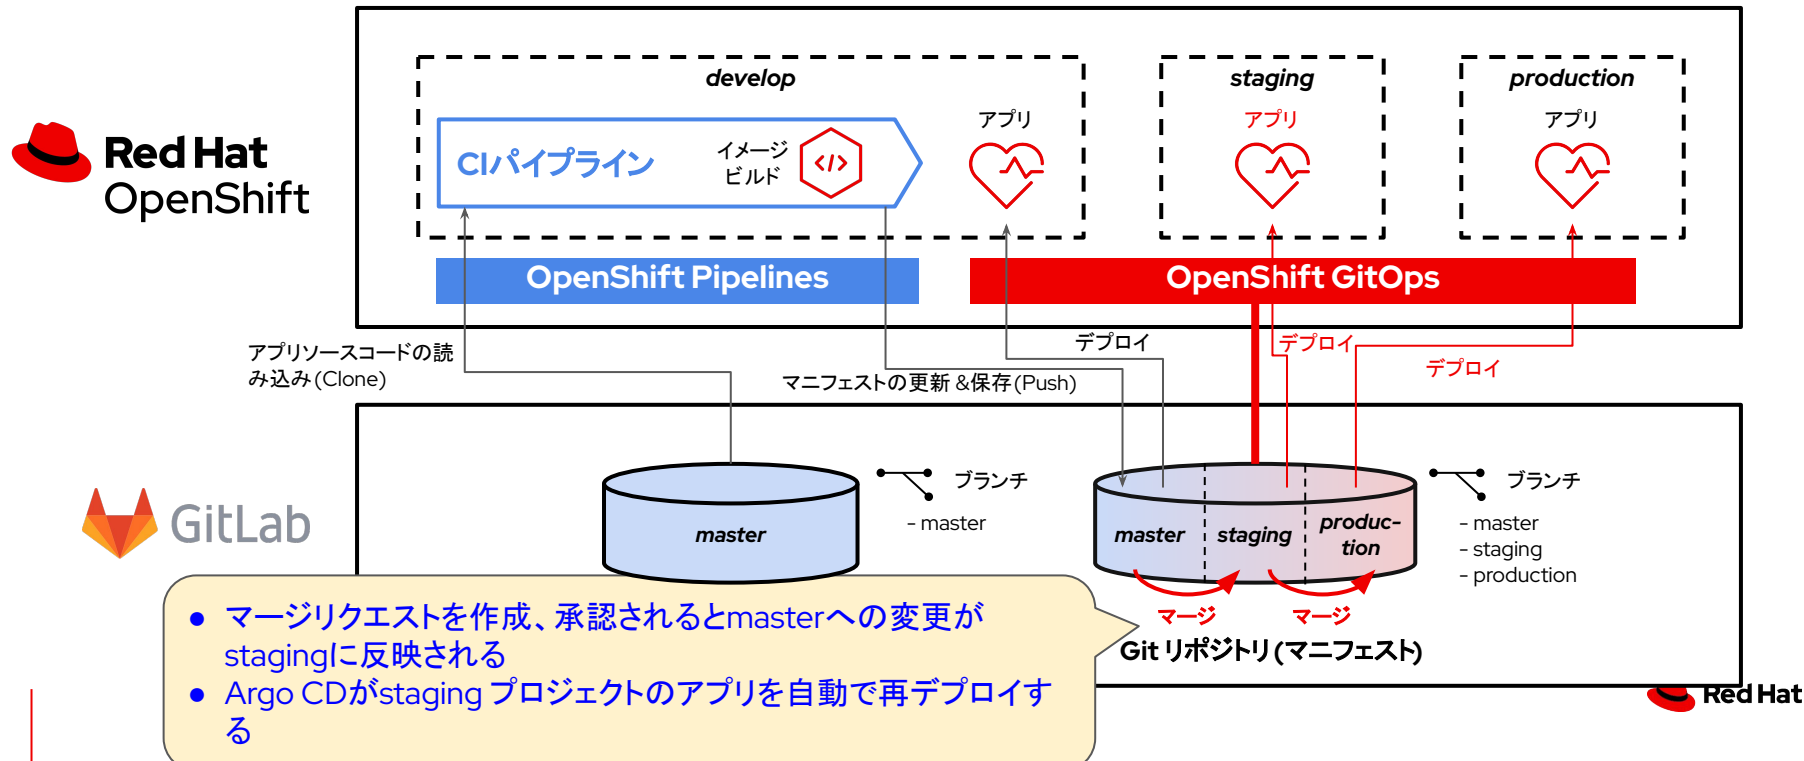 develop
staging
production
アプリ
アプリ
アプリ
Red Hat
OpenShift
CIパイプライン
イメージ
ビルド
</>
OpenShift Pipelines
OpenShift GitOps
アプリソースコードの読
み込み(Clone)
マニフェストの更新 &保存(Push)
デプロイ
デプロイ
デプロイ
GitLab
master
ブランチ
- master
master
staging
produc-
tion
ブランチ
- master
- staging
- production
マージ
マージ
Git リポジトリ(マニフェスト)
● マージリクエストを作成、承認されるとmasterへの変更が
stagingに反映される
● Argo CDがstaging プロジェクトのアプリを自動で再デプロイす
る
Red Hat